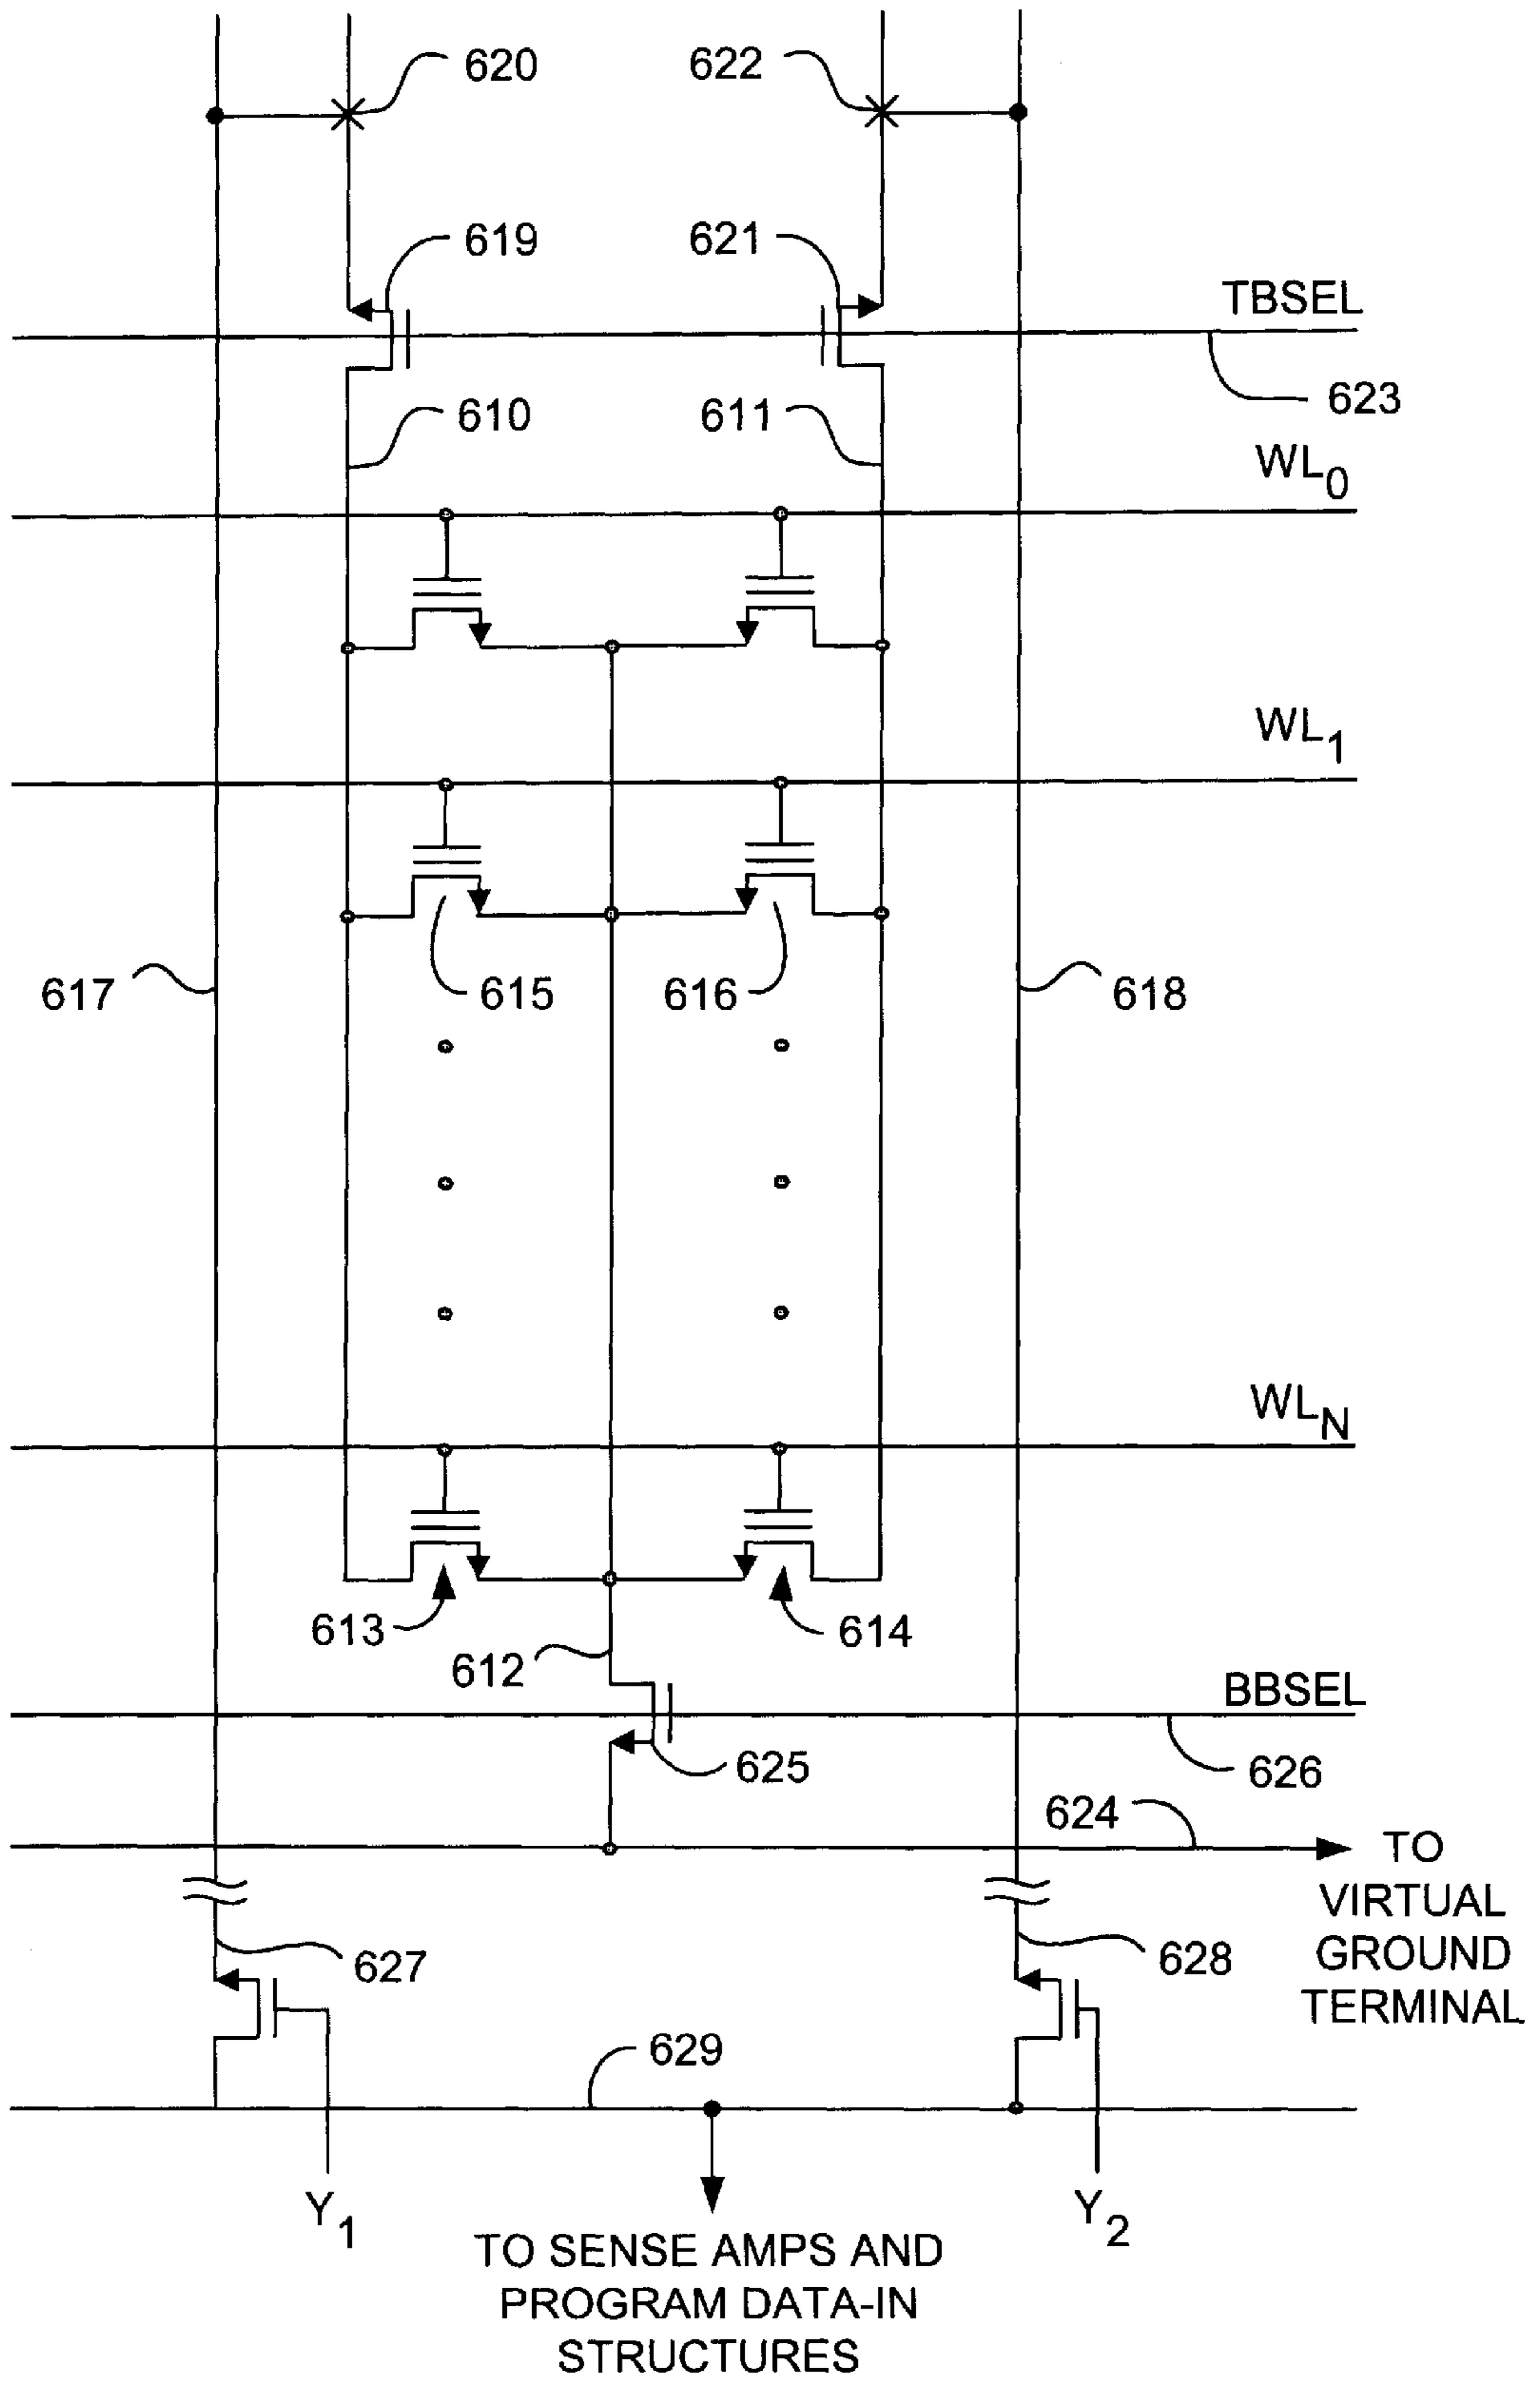 620
622
619
621
TBSEL
623
610
611
WL0
WL1
617
615
616
618
WLN
613
614
612
BBSEL
625
626
624
TO
VIRTUAL
GROUND
TERMINAL
627
628
629
Y1
Y2
TO SENSE AMPS AND
PROGRAM DATA-IN
STRUCTURES